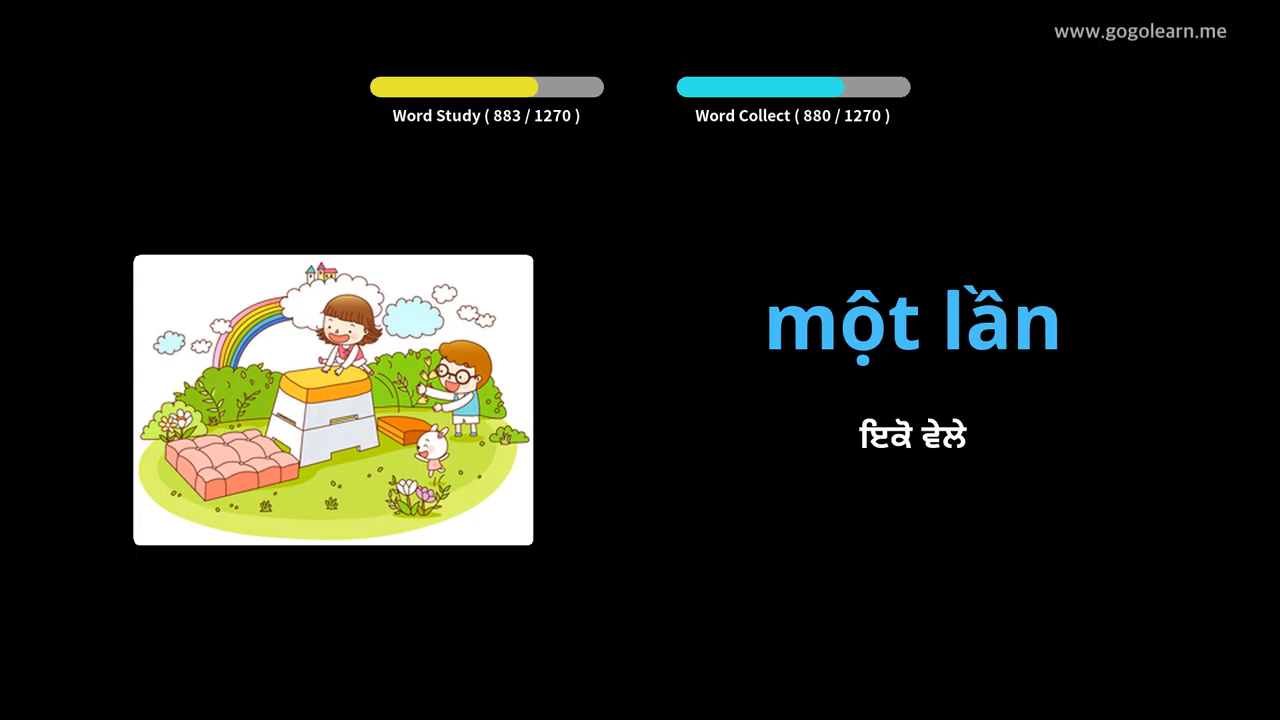 www.gogolearn.me
Word Study ( 883 / 1270 )
Word Collect ( 880 / 1270 )
một lần
ਇਕੋ ਵੇਲੇ